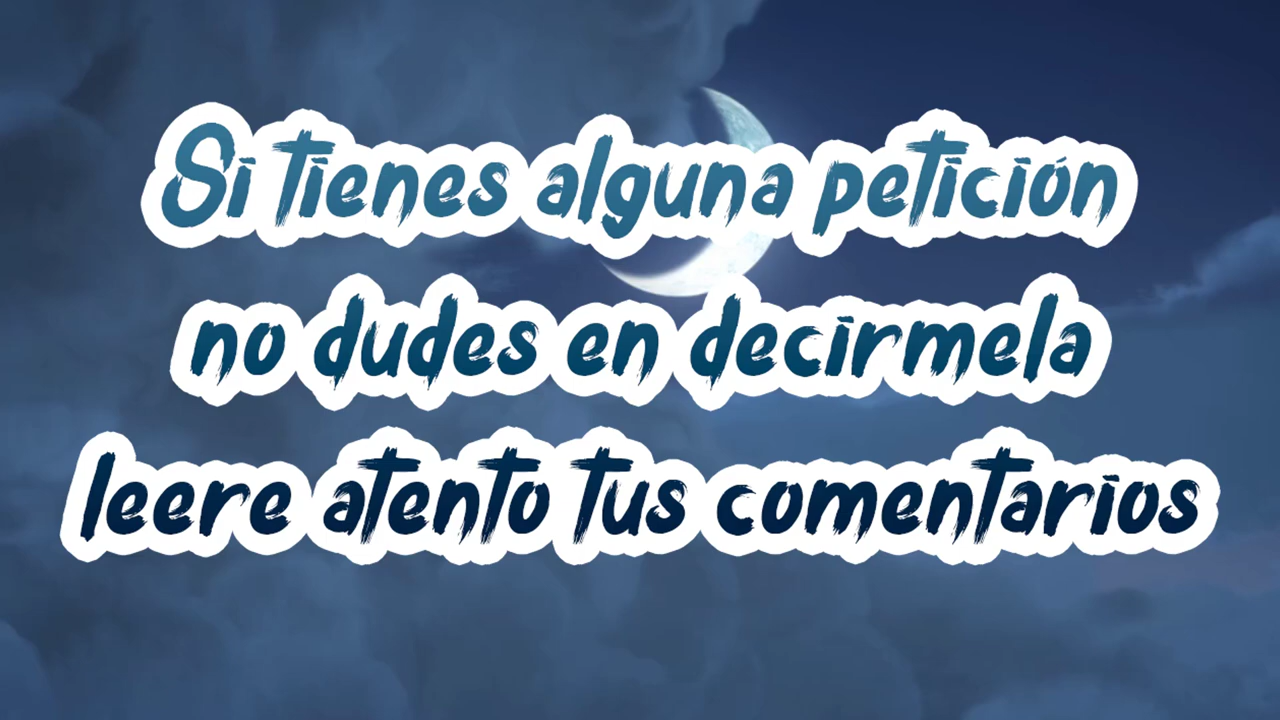 Si tienes alguna petición
no dudes en decirmela
leere atento tus comentarios